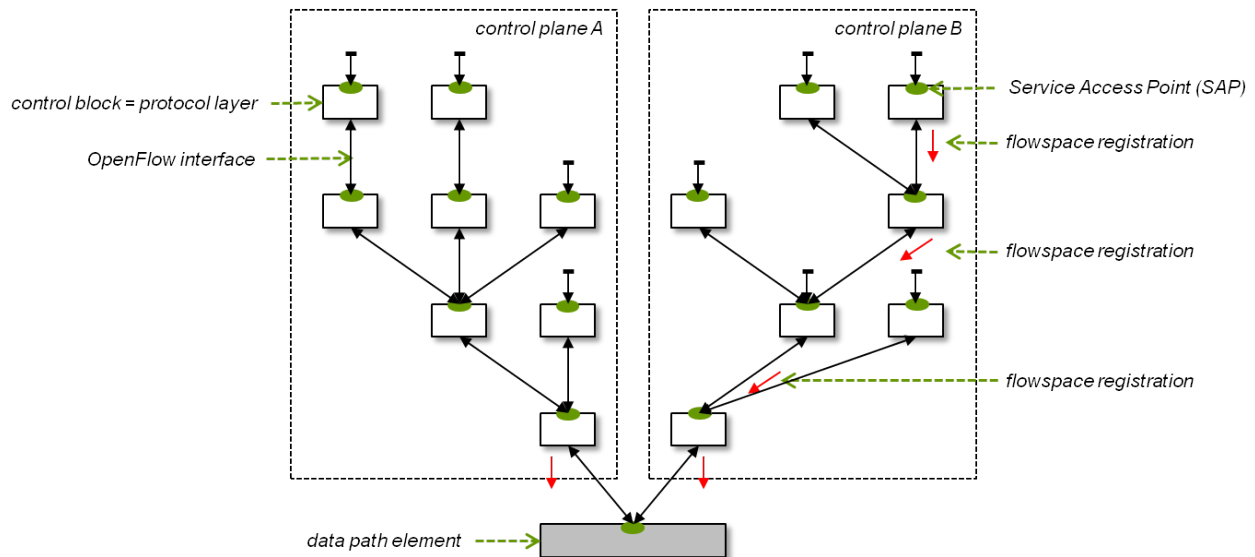 control plane A
control plane B
control block = protocol layer
Service Access Point (SAP)
OpenFlow interface
flowspace registration
flowspace registration
flowspace registration
data path element